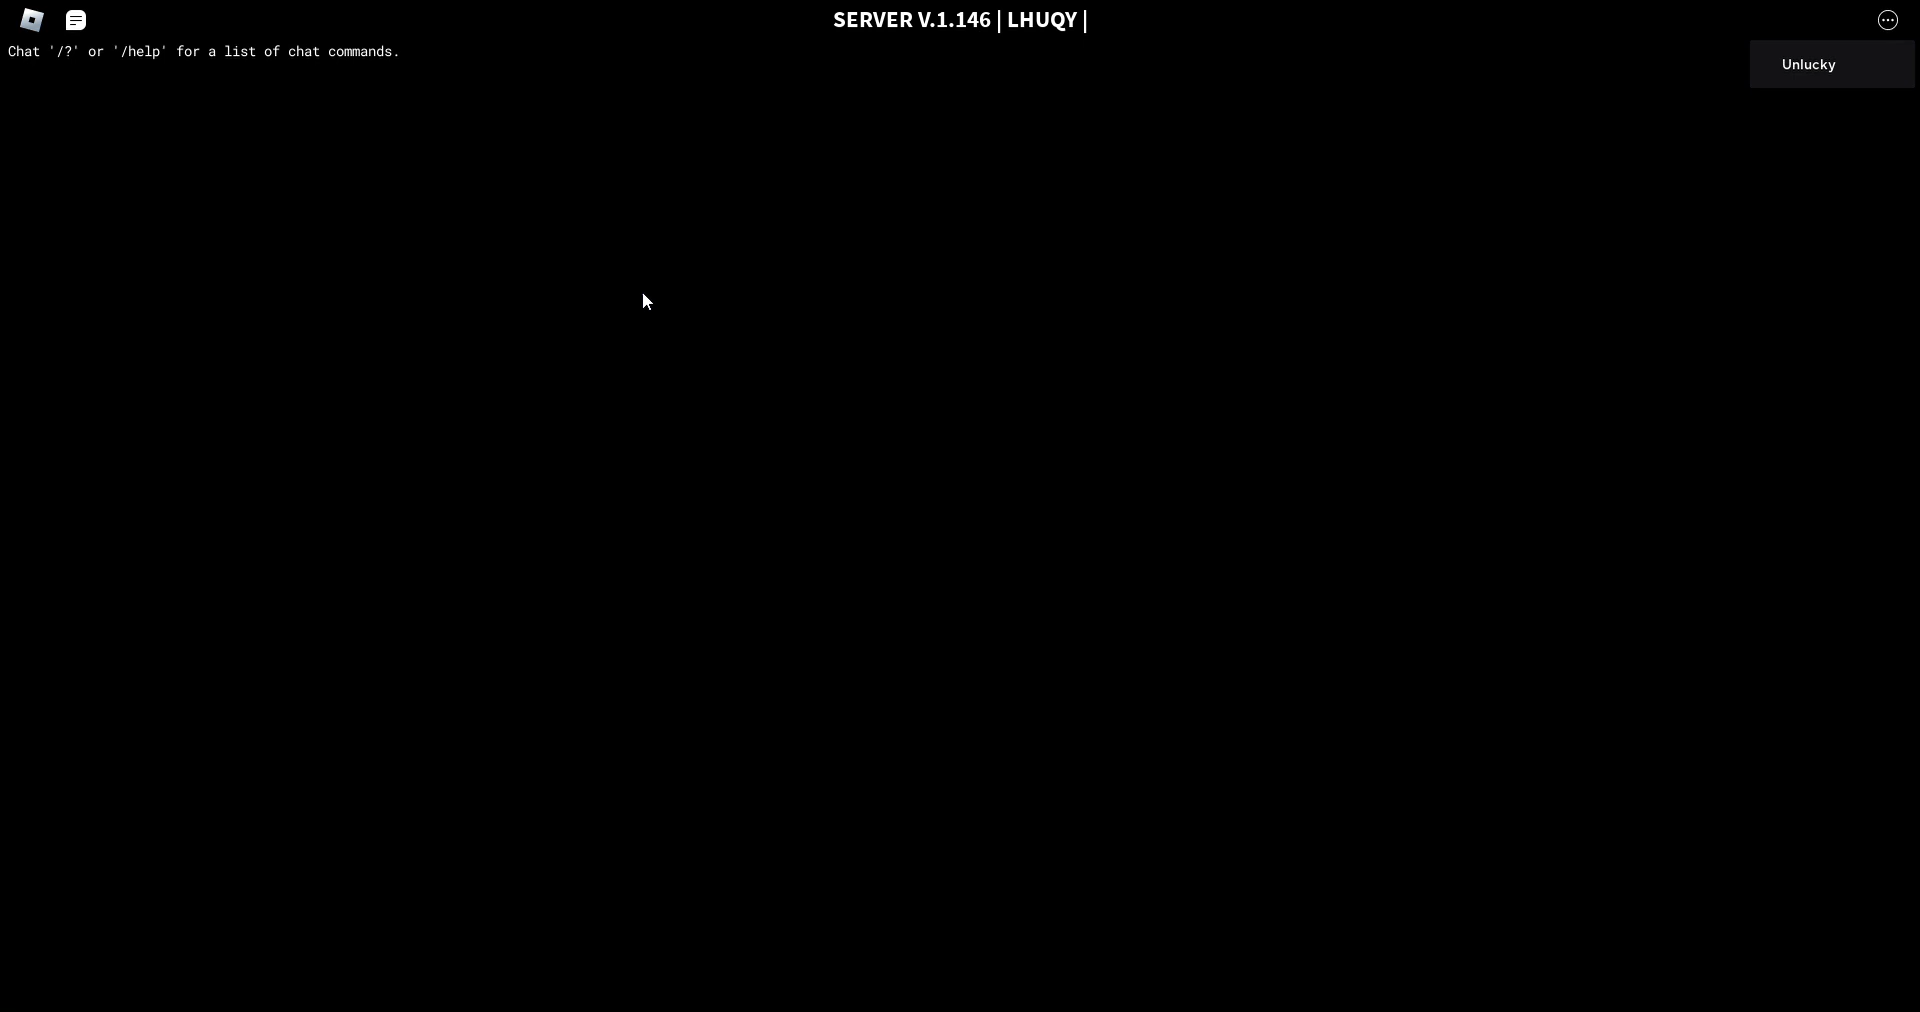 SERVER V.1.146 | LHUQY |
Chat '/?' or '/help' for a list of chat commands.
Unlucky